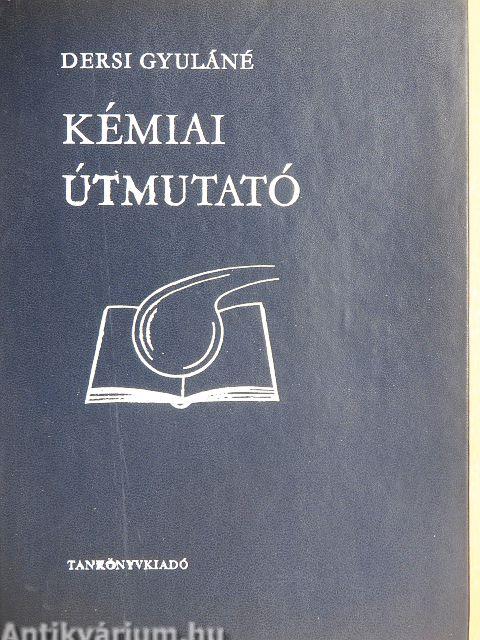 DERSI GYULÁNÉ
KÉMIAI
ÚTMUTATÓ
TANKÖNYVKIADÓ
Antikvárium.hu